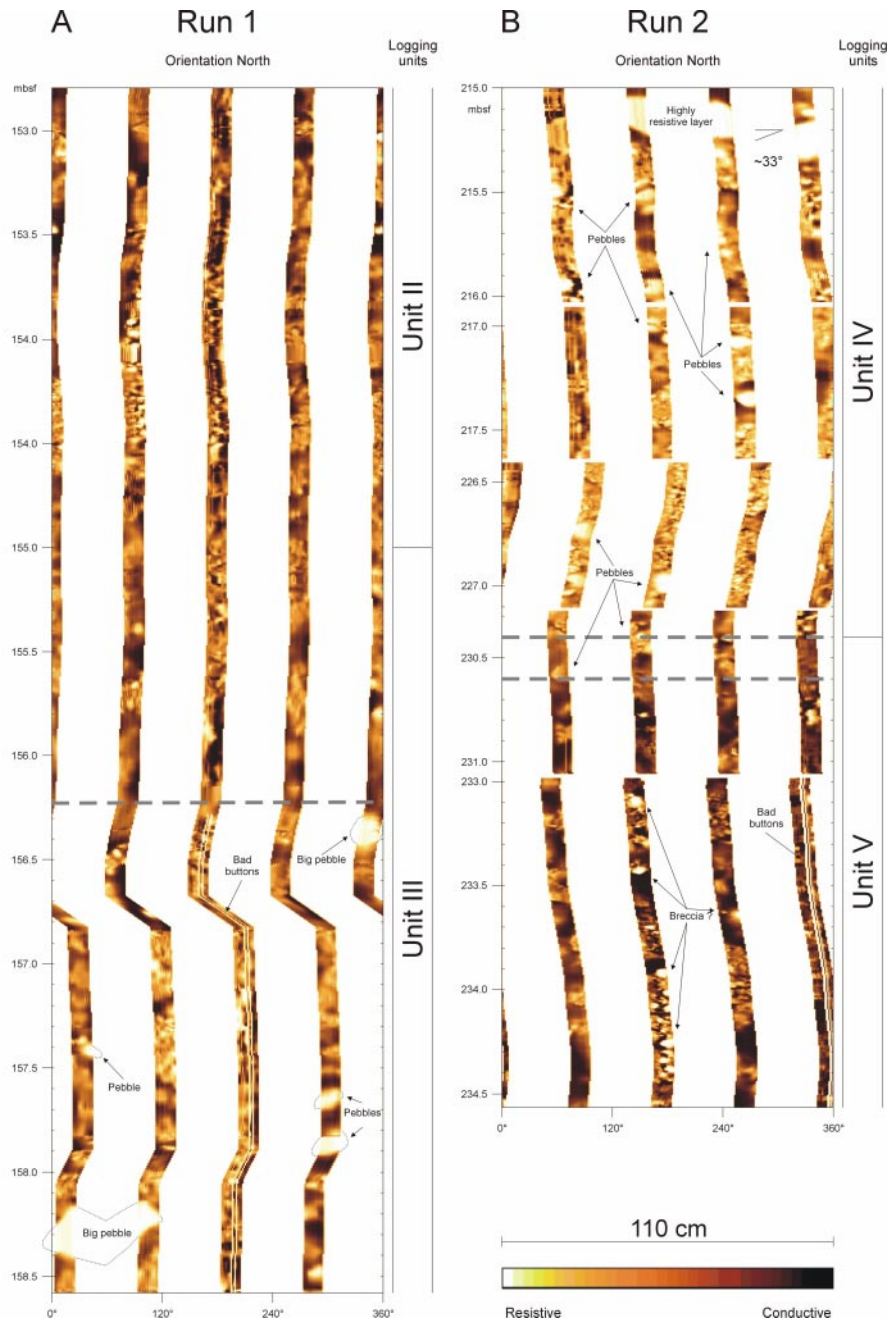 A Run 1
Logging units
Orientation North
mbsf
153.0
153.5
154.0
154.0
155.0
155.5
156.0
156.5
157.0
157.5
158.0
158.5
0° 120° 240° 360°
Unit II
Unit III
Big pebble
Bad buttons
Pebble
Pebbles
Big pebble
B Run 2
Logging units
Orientation North
215.0
mbsf
215.5
216.0
217.0
217.5
226.5
227.0
230.5
231.0
233.0
233.5
234.0
234.5
0° 120° 240° 360°
Highly resistive layer
~33°
Pebbles
Pebbles
Pebbles
Bad buttons
Breccia ?
Unit IV
Unit V
110 cm
Resistive Conductive